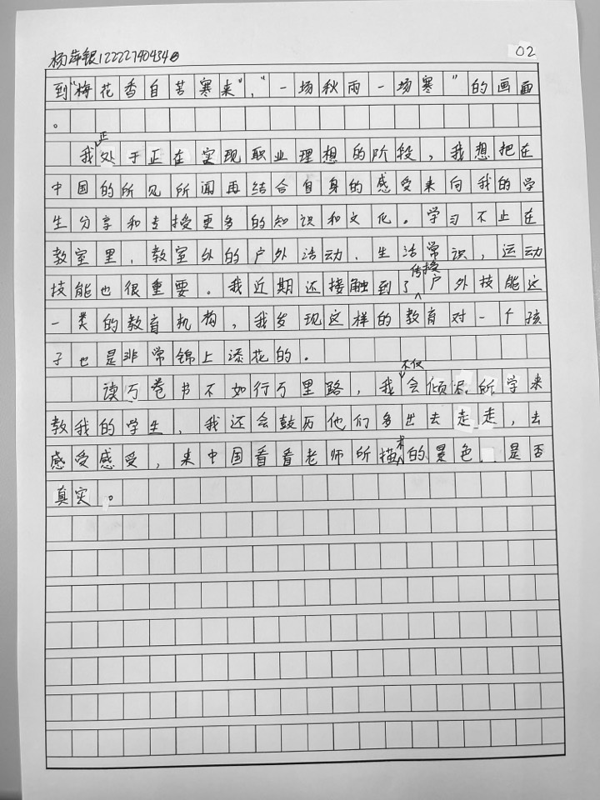 杨萍银12222790434
02
到"梅花香自苦寒来"，"一场秋雨一场寒"的画面
。
正
我处于正在实现职业理想的阶段，我想把在
中国的所见所闻再结合自身的感受来向我的学
生分享和专授更多的知识和文化。学习不止在
教室里，教室外的户外活动，生活常识，运动
传授
技能也很重要。我近期还接触到了户外技能这
一类的教育机构，我发现这样的教育对一个孩
子也是非常锦上添花的。
不仅
读万卷书不如行万里路，我会倾尽所学来
教我的学生，我还会鼓历他们多出去走走，去
术
感受感受，来中国看看老师所描的景色是否
真实。